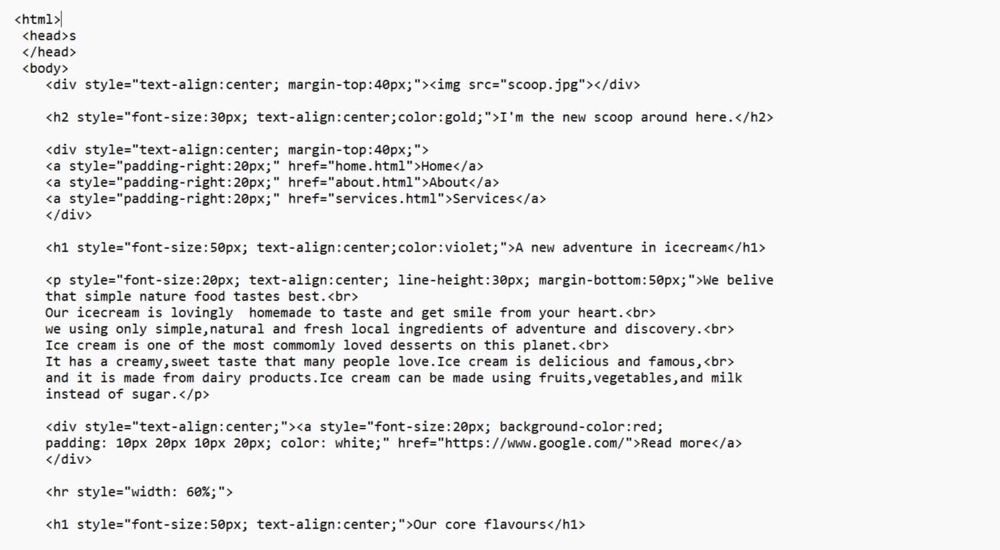 <html>
<head>s
</head>
<body>
<div style="text-align:center; margin-top:40px;"><img src="scoop.jpg"></div>
<h2 style="font-size:30px; text-align:center;color:gold;">I'm the new scoop around here.</h2>
<div style="text-align:center; margin-top:40px;">
<a style="padding-right:20px;" href="home.html">Home</a>
<a style="padding-right:20px;" href="about.html">About</a>
<a style="padding-right:20px;" href="services.html">Services</a>
</div>
<h1 style="font-size:50px; text-align:center;color:violet;">A new adventure in icecream</h1>
<p style="font-size:20px; text-align:center; line-height:30px; margin-bottom:50px;">We belive
that simple nature food tastes best.<br>
Our icecream is lovingly  homemade to taste and get smile from your heart.<br>
we using only simple,natural and fresh local ingredients of adventure and discovery.<br>
Ice cream is one of the most commomly loved desserts on this planet.<br>
It has a creamy,sweet taste that many people love.Ice cream is delicious and famous,<br>
and it is made from dairy products.Ice cream can be made using fruits,vegetables,and milk
instead of sugar.</p>
<div style="text-align:center;"><a style="font-size:20px; background-color:red;
padding: 10px 20px 10px 20px; color: white;" href="https://www.google.com/">Read more</a>
</div>
<hr style="width: 60%;">
<h1 style="font-size:50px; text-align:center;">Our core flavours</h1>